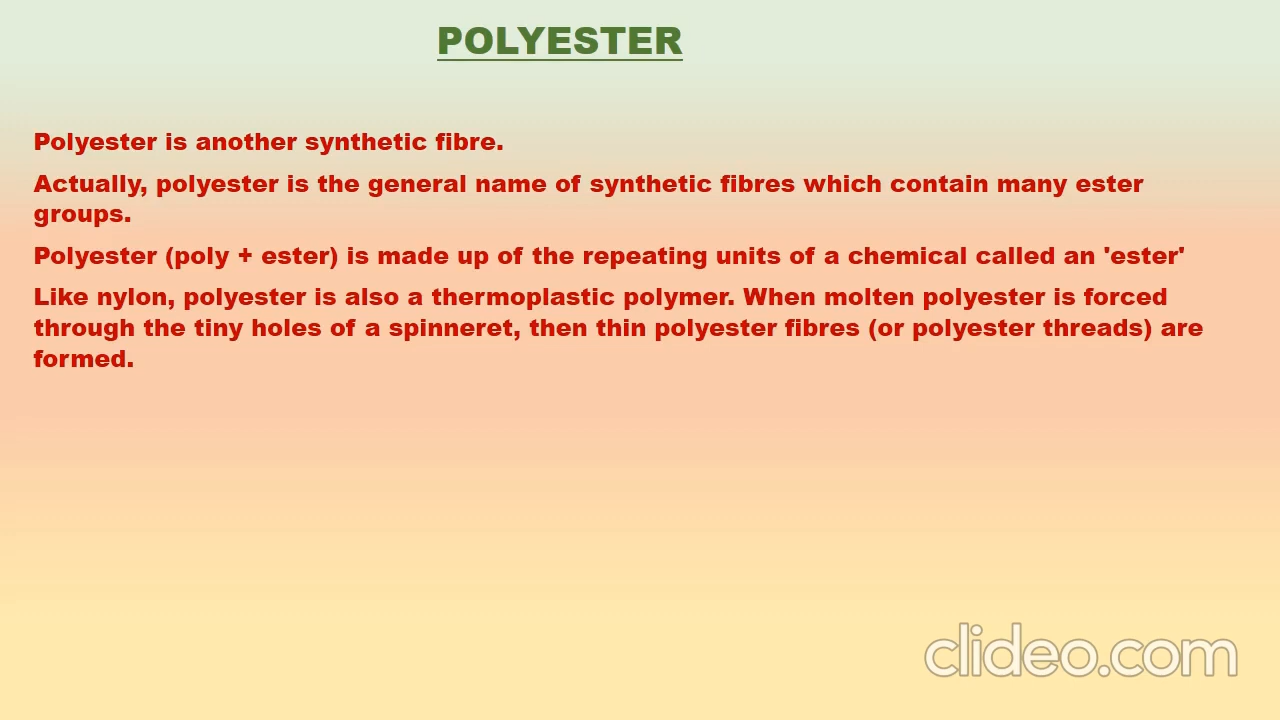 POLYESTER
Polyester is another synthetic fibre.
Actually, polyester is the general name of synthetic fibres which contain many ester
groups.
Polyester (poly + ester) is made up of the repeating units of a chemical called an 'ester'
Like nylon, polyester is also a thermoplastic polymer. When molten polyester is forced
through the tiny holes of a spinneret, then thin polyester fibres (or polyester threads) are
formed.
clideo.com